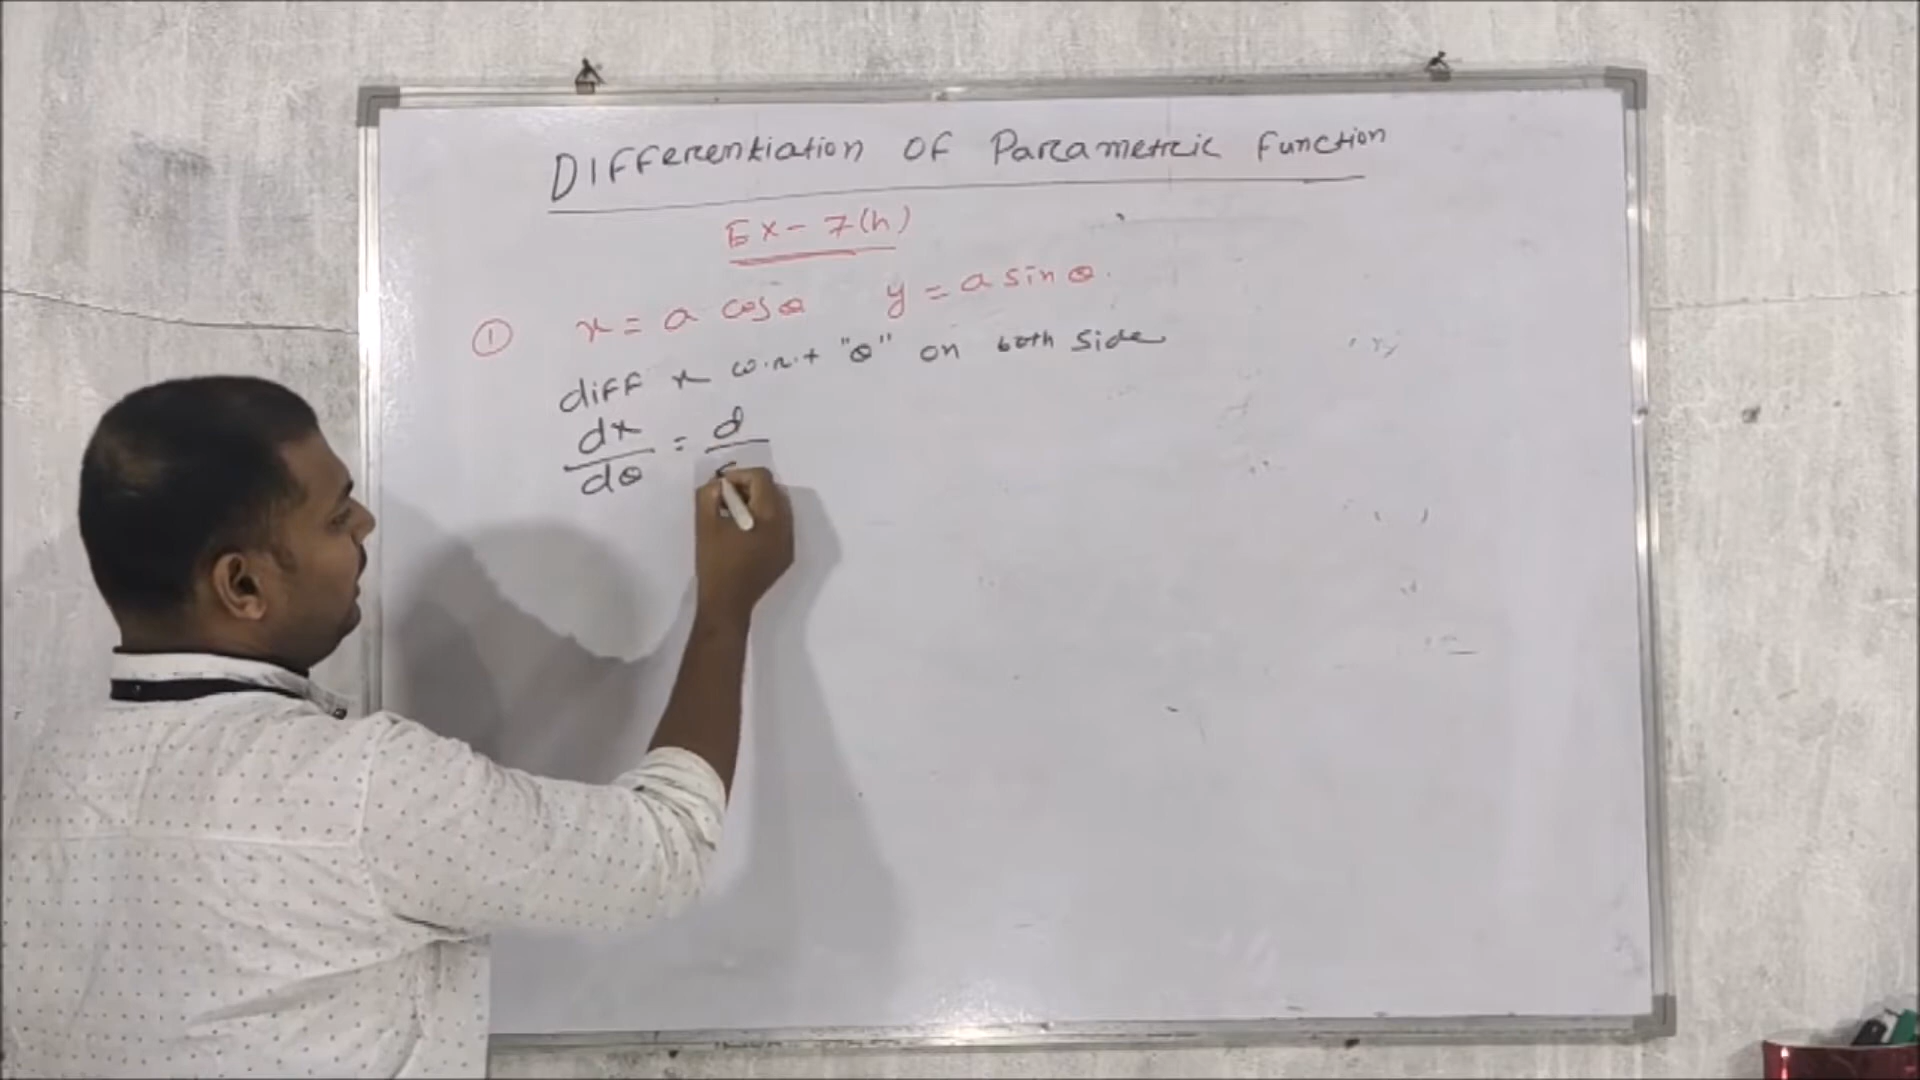 Differentiation of Parametric Function
Ex - 7(h)
① x = a cosθ y = a sinθ.
diff x w.r.t "θ" on both side
dx/dθ = d